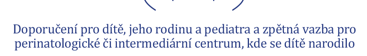 Doporučení pro dítě, jeho rodinu a pediatra a zpětná vazba pro
perinatologické či intermediární centrum, kde se dítě narodilo